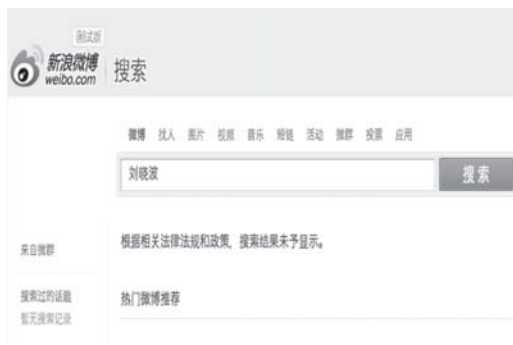 测试版
新浪微博
weibo.com
搜索
微博 找人 图片 视频 音乐 短链 活动 微群 投票 应用
刘晓波
搜索
来自微群
根据相关法律法规和政策，搜索结果未予显示。
搜索过的话题
暂无搜索记录
热门微博推荐